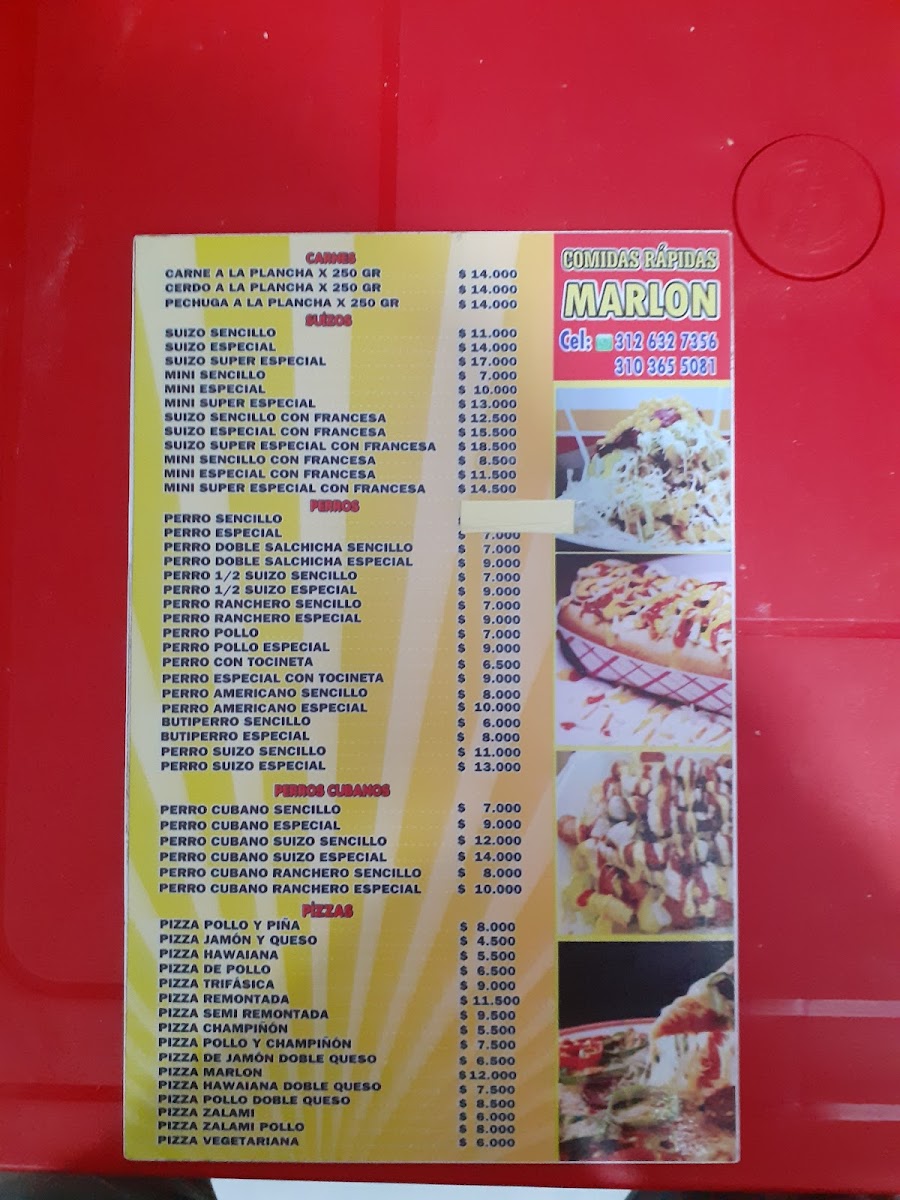 COMIDAS RÁPIDAS
MARLON
Cel: 312 632 7356
310 365 5081
CARNES
CARNE A LA PLANCHA X 250 GR $ 14.000
CERDO A LA PLANCHA X 250 GR $ 14.000
PECHUGA A LA PLANCHA X 250 GR $ 14.000
SUÍZOS
SUIZO SENCILLO $ 11.000
SUIZO ESPECIAL $ 14.000
SUIZO SUPER ESPECIAL $ 17.000
MINI SENCILLO $ 7.000
MINI ESPECIAL $ 10.000
MINI SUPER ESPECIAL $ 13.000
SUIZO SENCILLO CON FRANCESA $ 12.500
SUIZO ESPECIAL CON FRANCESA $ 15.500
SUIZO SUPER ESPECIAL CON FRANCESA $ 18.500
MINI SENCILLO CON FRANCESA $ 8.500
MINI ESPECIAL CON FRANCESA $ 11.500
MINI SUPER ESPECIAL CON FRANCESA $ 14.500
PERROS
PERRO SENCILLO
PERRO ESPECIAL $ 7.000
PERRO DOBLE SALCHICHA SENCILLO $ 7.000
PERRO DOBLE SALCHICHA ESPECIAL $ 9.000
PERRO 1/2 SUIZO SENCILLO $ 7.000
PERRO 1/2 SUIZO ESPECIAL $ 9.000
PERRO RANCHERO SENCILLO $ 7.000
PERRO RANCHERO ESPECIAL $ 9.000
PERRO POLLO $ 7.000
PERRO POLLO ESPECIAL $ 9.000
PERRO CON TOCINETA $ 6.500
PERRO ESPECIAL CON TOCINETA $ 9.000
PERRO AMERICANO SENCILLO $ 8.000
PERRO AMERICANO ESPECIAL $ 10.000
BUTIPERRO SENCILLO $ 6.000
BUTIPERRO ESPECIAL $ 8.000
PERRO SUIZO SENCILLO $ 11.000
PERRO SUIZO ESPECIAL $ 13.000
PERROS CUBANOS
PERRO CUBANO SENCILLO $ 7.000
PERRO CUBANO ESPECIAL $ 9.000
PERRO CUBANO SUIZO SENCILLO $ 12.000
PERRO CUBANO SUIZO ESPECIAL $ 14.000
PERRO CUBANO RANCHERO SENCILLO $ 8.000
PERRO CUBANO RANCHERO ESPECIAL $ 10.000
PÍZZAS
PIZZA POLLO Y PIÑA $ 8.000
PIZZA JAMÓN Y QUESO $ 4.500
PIZZA HAWAIANA $ 5.500
PIZZA DE POLLO $ 6.500
PIZZA TRIFÀSICA $ 9.000
PIZZA REMONTADA $ 11.500
PIZZA SEMI REMONTADA $ 9.500
PIZZA CHAMPIÑÓN $ 5.500
PIZZA POLLO Y CHAMPIÑÓN $ 7.500
PIZZA DE JAMÓN DOBLE QUESO $ 6.500
PIZZA MARLON $ 12.000
PIZZA HAWAIANA DOBLE QUESO $ 7.500
PIZZA POLLO DOBLE QUESO $ 8.500
PIZZA ZALAMI $ 6.000
PIZZA ZALAMI POLLO $ 8.000
PIZZA VEGETARIANA $ 6.000